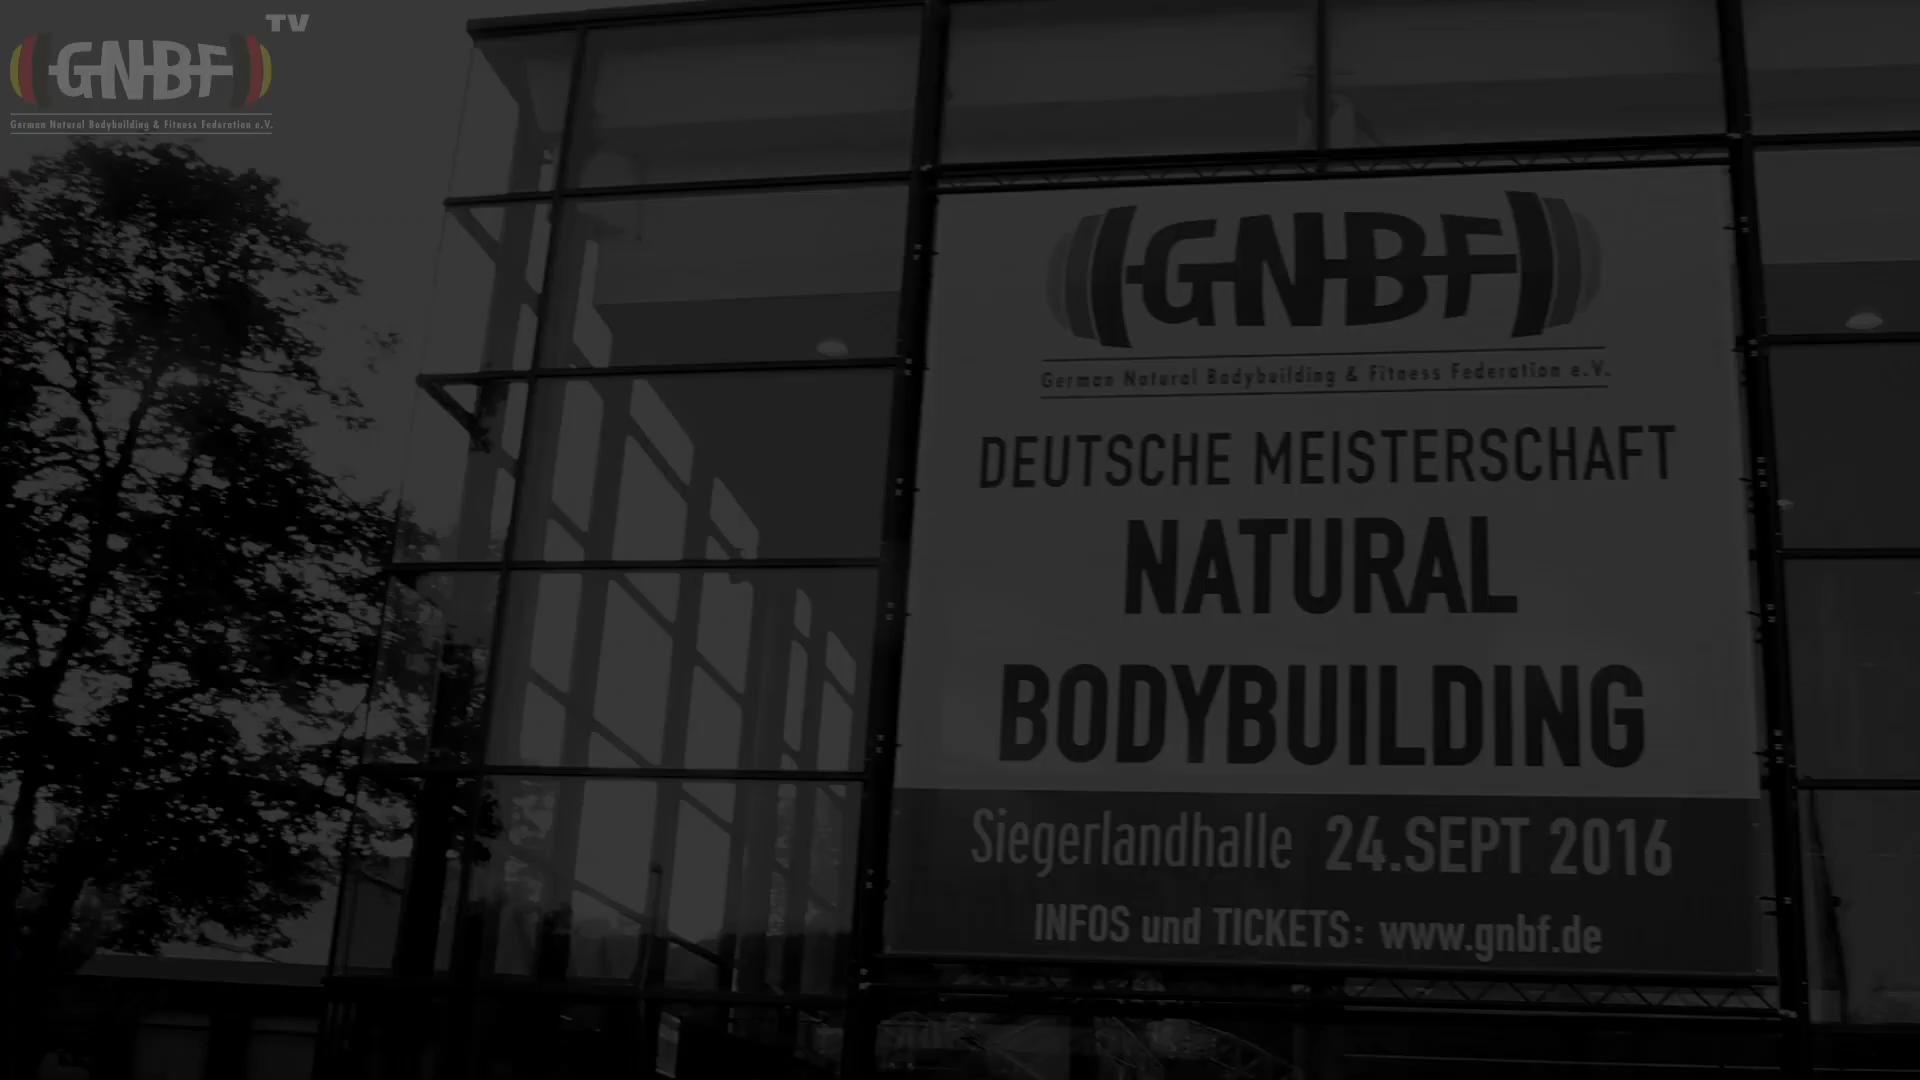 TV
GNBF
German Natural Bodybuilding & Fitness Federation e.V.
GNBF
German Natural Bodybuilding & Fitness Federation e.V.
DEUTSCHE MEISTERSCHAFT
NATURAL
BODYBUILDING
Siegerlandhalle 24.SEPT 2016
INFOS und TICKETS: www.gnbf.de